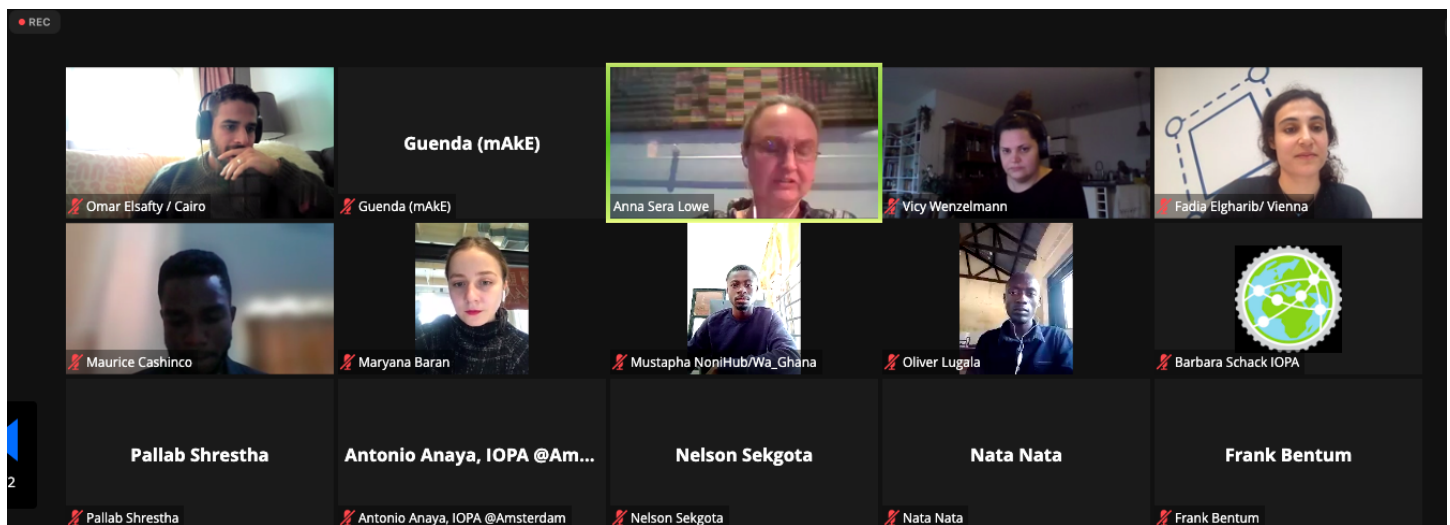 REC
Guenda (mAkE)
Omar Elsafty / Cairo
Guenda (mAkE)
Anna Sera Lowe
Vicy Wenzelmann
Fadia Elgharib/ Vienna
Maurice Cashinco
Maryana Baran
Mustapha NoniHub/Wa_Ghana
Oliver Lugala
Barbara Schack IOPA
Pallab Shrestha
Antonio Anaya, IOPA @Am...
Nelson Sekgota
Nata Nata
Frank Bentum
2
Pallab Shrestha
Antonio Anaya, IOPA @Amsterdam
Nelson Sekgota
Nata Nata
Frank Bentum